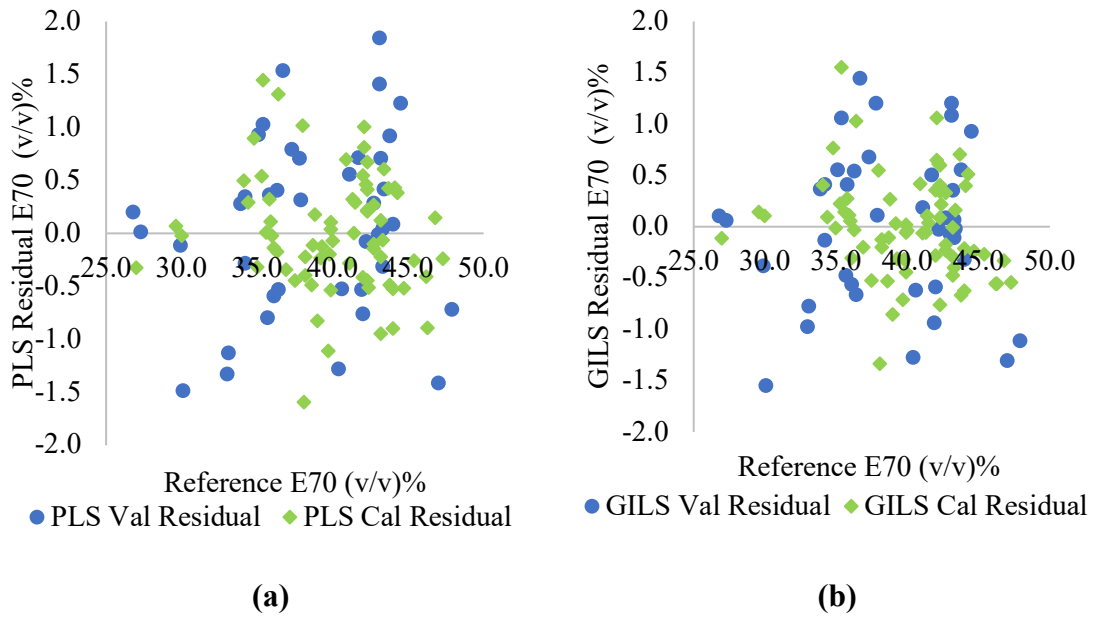 2.0
1.5
1.0
0.5
0.0
-0.5
-1.0
-1.5
-2.0
25.0 30.0 35.0 40.0 45.0 50.0
PLS Residual E70 (v/v)%
Reference E70 (v/v)%
PLS Val Residual PLS Cal Residual
(a)
2.0
1.5
1.0
0.5
0.0
-0.5
-1.0
-1.5
-2.0
25.0 30.0 35.0 40.0 45.0 50.0
GILS Residual E70 (v/v)%
Reference E70 (v/v)%
GILS Val Residual GILS Cal Residual
(b)